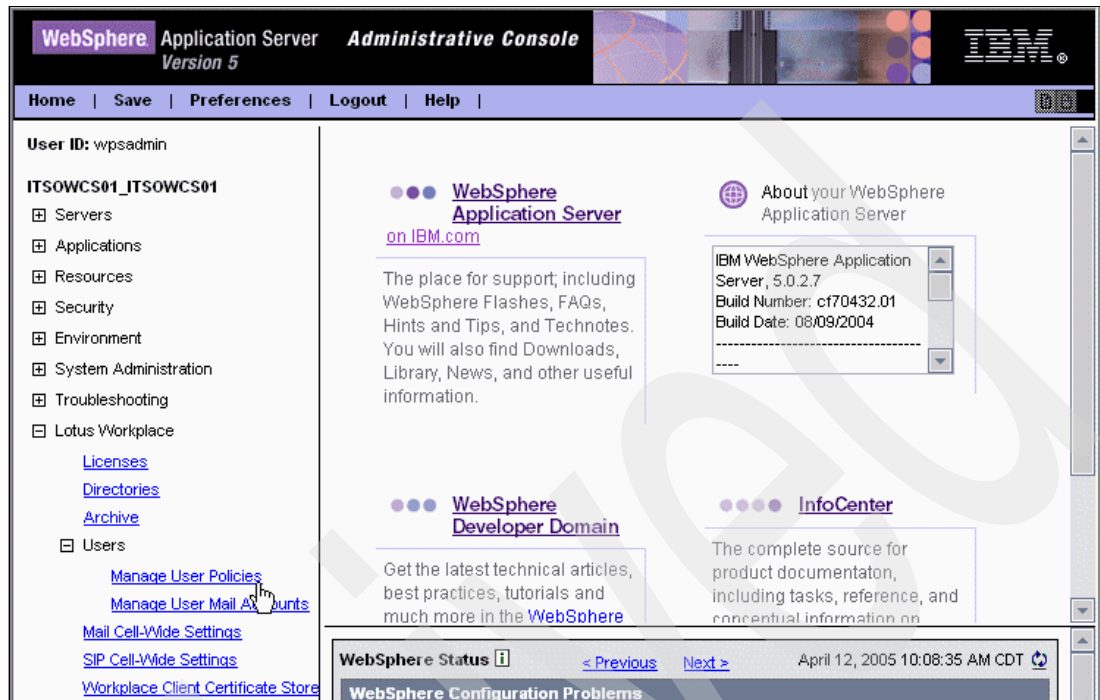 WebSphere. Application Server Administrative Console
Version 5
IBM®
Home | Save | Preferences | Logout | Help |
User ID: wpsadmin
ITSOWCS01_ITSOWCS01
Servers
Applications
Resources
Security
Environment
System Administration
Troubleshooting
Lotus Workplace
Licenses
Directories
Archive
Users
Manage User Policies
Manage User Mail
Mail Cell-Wide Settings
SIP Cell-Wide Settings
Workplace Client Certificate Store
WebSphere
Application Server
on IBM.com
The place for support; including
WebSphere Flashes, FAQs,
Hints and Tips, and Technotes.
You will also find Downloads,
Library, News, and other useful
information.
About your WebSphere
Application Server
IBM WebSphere Application
Server, 5.0.2.7
Build Number: cf70432.01
Build Date: 08/09/2004
----------------------------------
----
WebSphere
Developer Domain
Get the latest technical articles,
best practices, tutorials and
much more in the WebSphere
InfoCenter
The complete source for
product documentaton,
including tasks, reference, and
conceptual information on
WebSphere Status i < Previous Next > April 12, 2005 10:08:35 AM CDT
WebSphere Configuration Problems